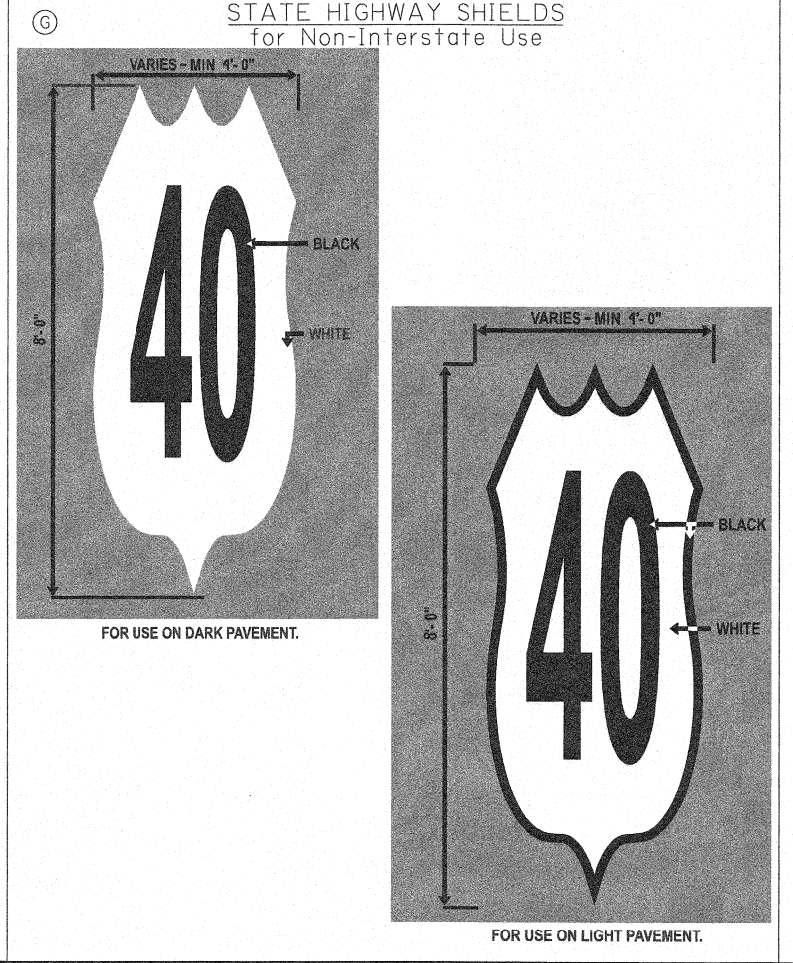 G
STATE HIGHWAY SHIELDS
for Non-Interstate Use
VARIES - MIN 4'- 0"
8'- 0"
40
BLACK
WHITE
FOR USE ON DARK PAVEMENT.
VARIES - MIN 4'- 0"
8'- 0"
40
BLACK
WHITE
FOR USE ON LIGHT PAVEMENT.